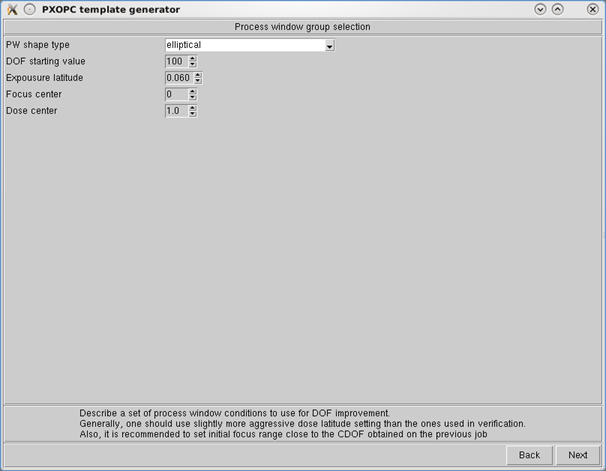 PXOPC template generator
Process window group selection
PW shape type elliptical
DOF starting value 100
Expousure latitude 0.060
Focus center 0
Dose center 1.0
Describe a set of process window conditions to use for DOF improvement.
Generally, one should use slightly more aggressive dose latitude setting than the ones used in verification.
Also, it is recommended to set initial focus range close to the CDOF obtained on the previous job
Back Next